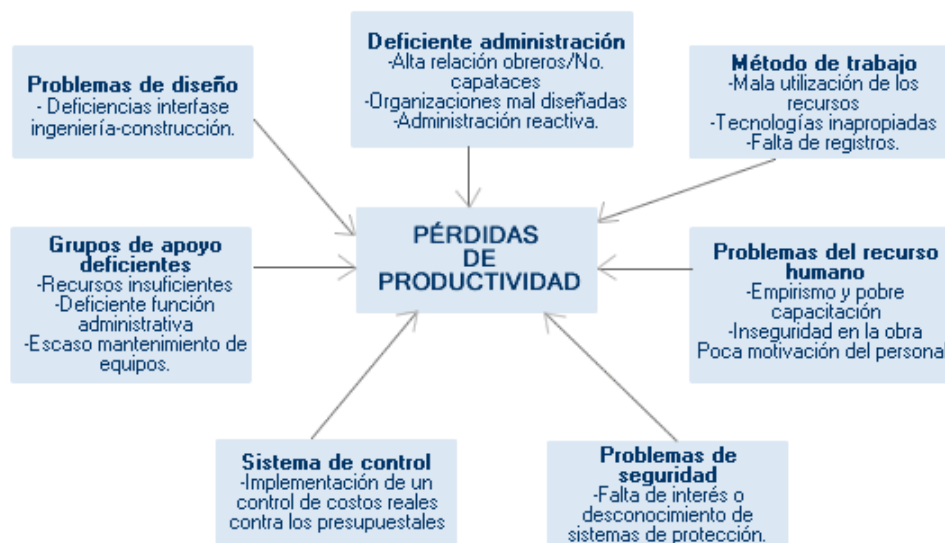 Deficiente administración
-Alta relación obreros/No.
capataces
-Organizaciones mal diseñadas
-Administración reactiva.
Problemas de diseño
- Deficiencias interfase
ingeniería-construcción.
Método de trabajo
-Mala utilización de los
recursos
-Tecnologías inapropiadas
-Falta de registros.
PÉRDIDAS
DE
PRODUCTIVIDAD
Grupos de apoyo
deficientes
-Recursos insuficientes
-Deficiente función
administrativa
-Escaso mantenimiento de
equipos.
Problemas del recurso
humano
-Empirismo y pobre
capacitación
-Inseguridad en la obra
Poca motivación del personal
Sistema de control
-Implementación de un
control de costos reales
contra los presupuestales
Problemas de
seguridad
-Falta de interés o
desconocimiento de
sistemas de protección.